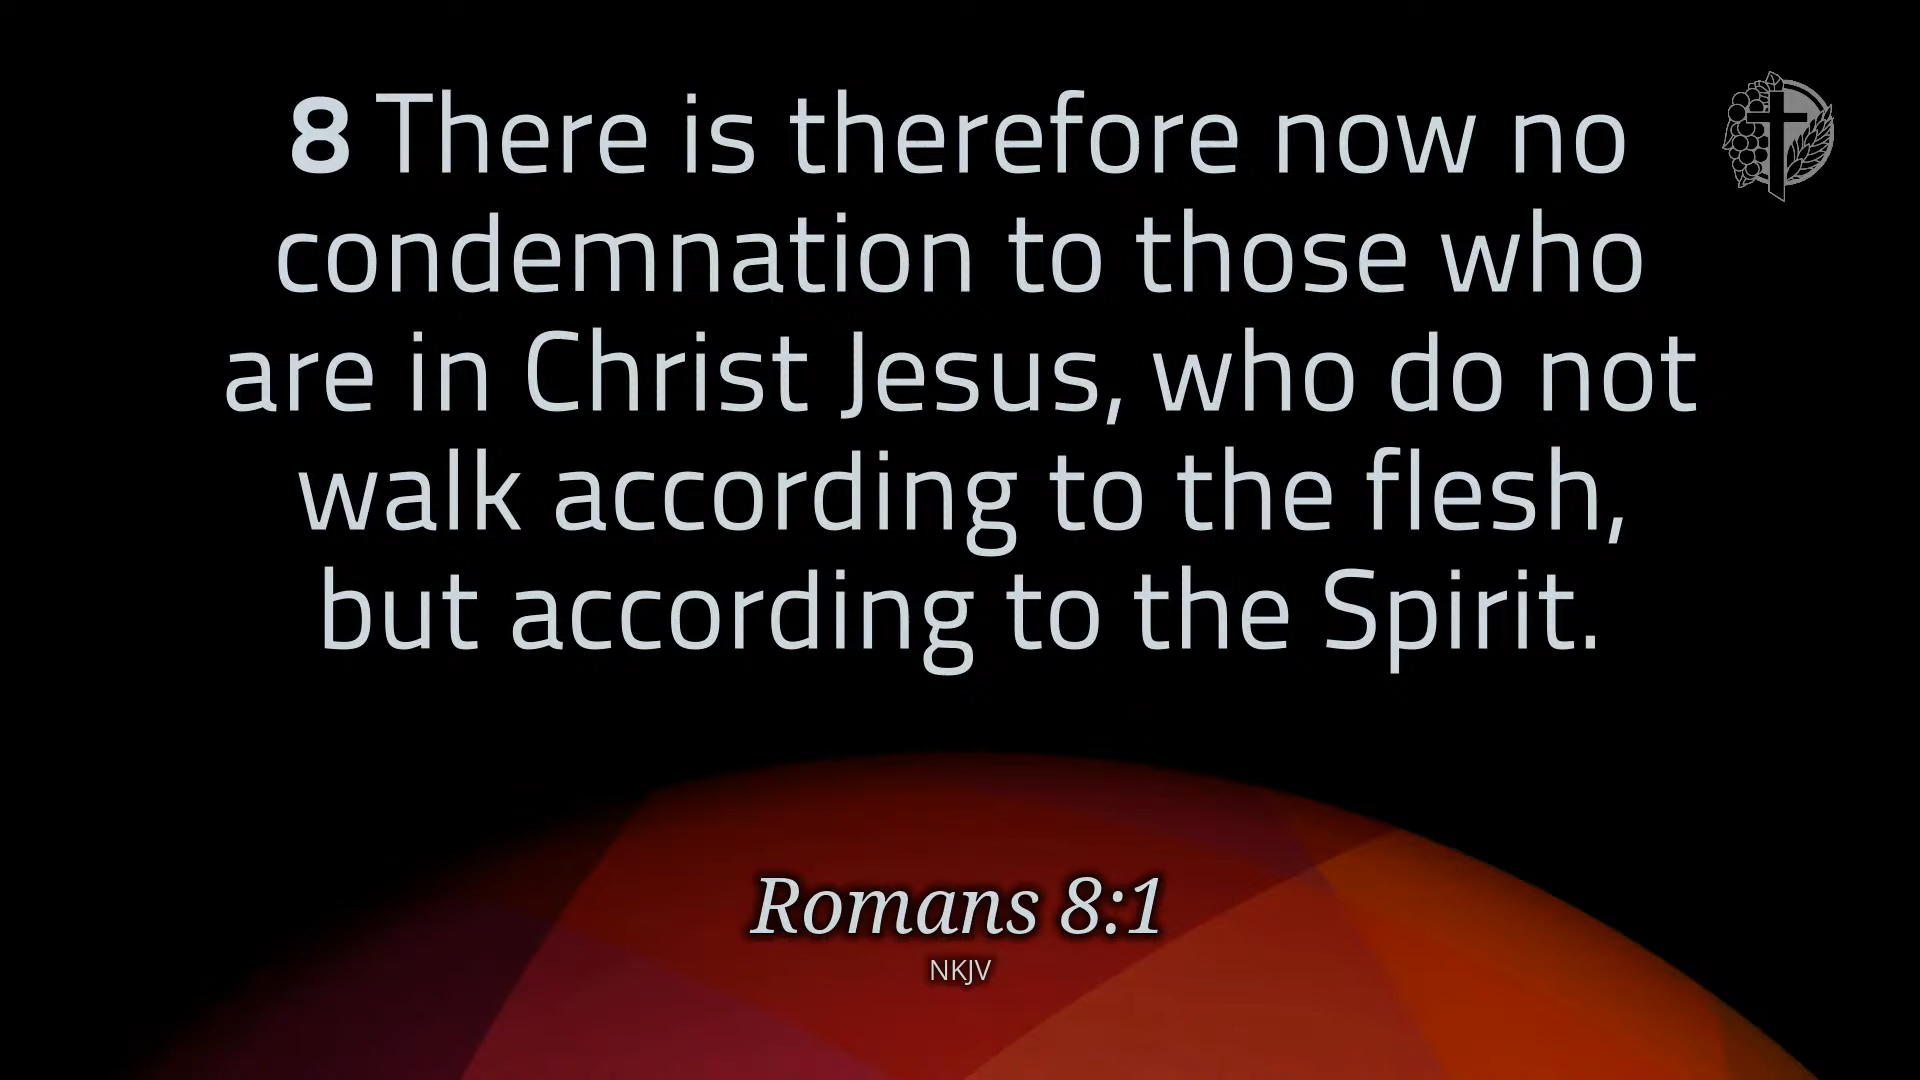 8 There is therefore now no
condemnation to those who
are in Christ Jesus, who do not
walk according to the flesh,
but according to the Spirit.
Romans 8:1
NKJV